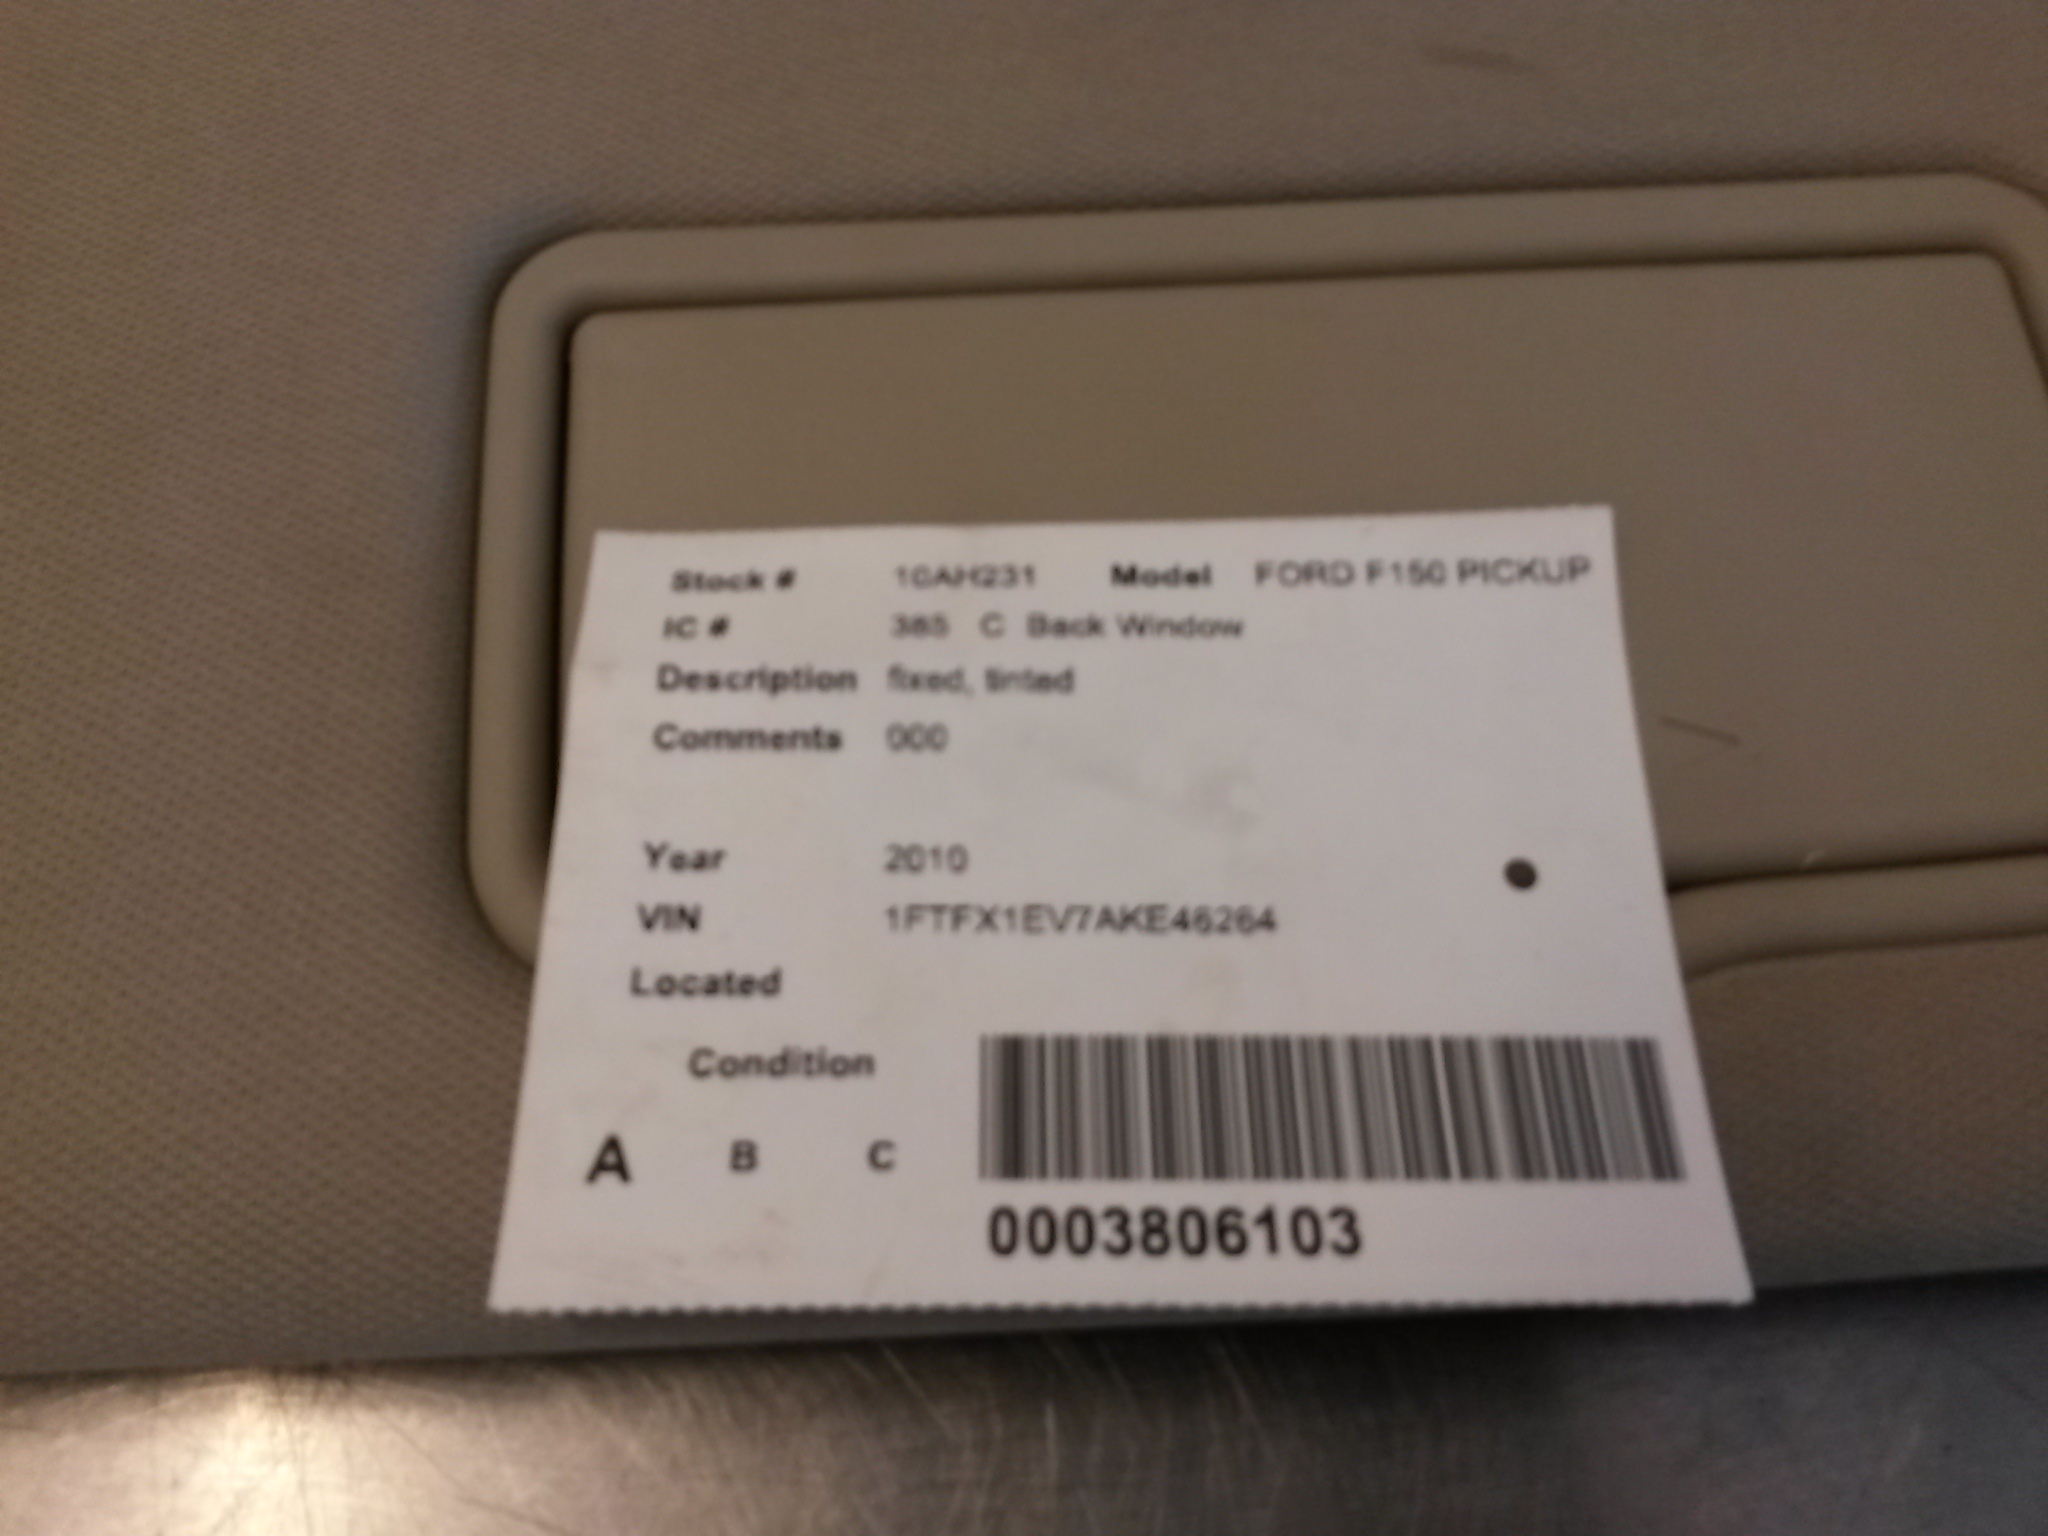 Stock # 10AH231 Model FORD F150 PICKUP
IC # 385 C Back Window
Description fixed, tinted
Comments 000
Year 2010
VIN 1FTFX1EV7AKE46264
Located
Condition
A B C
0003806103